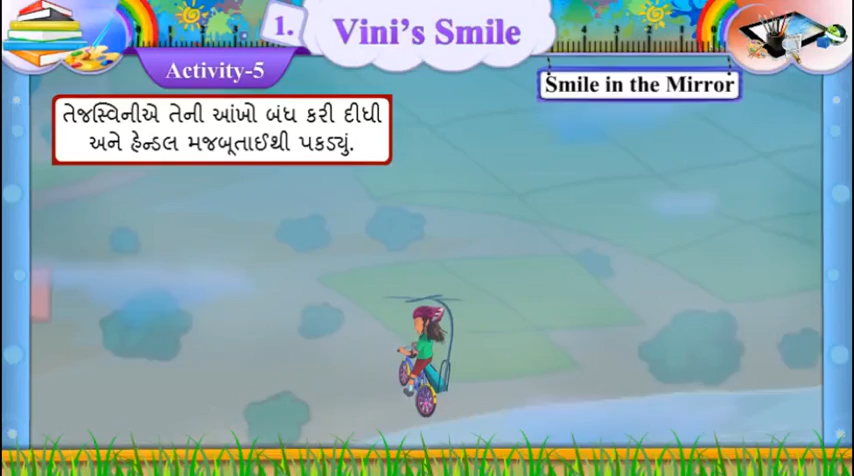 1.
Vini's Smile
Activity-5
Smile in the Mirror
તેજસ્વિનીએ તેની આંખો બંધ કરી દીધી
અને હેન્ડલ મજબૂતાઈથી પકડ્યું.